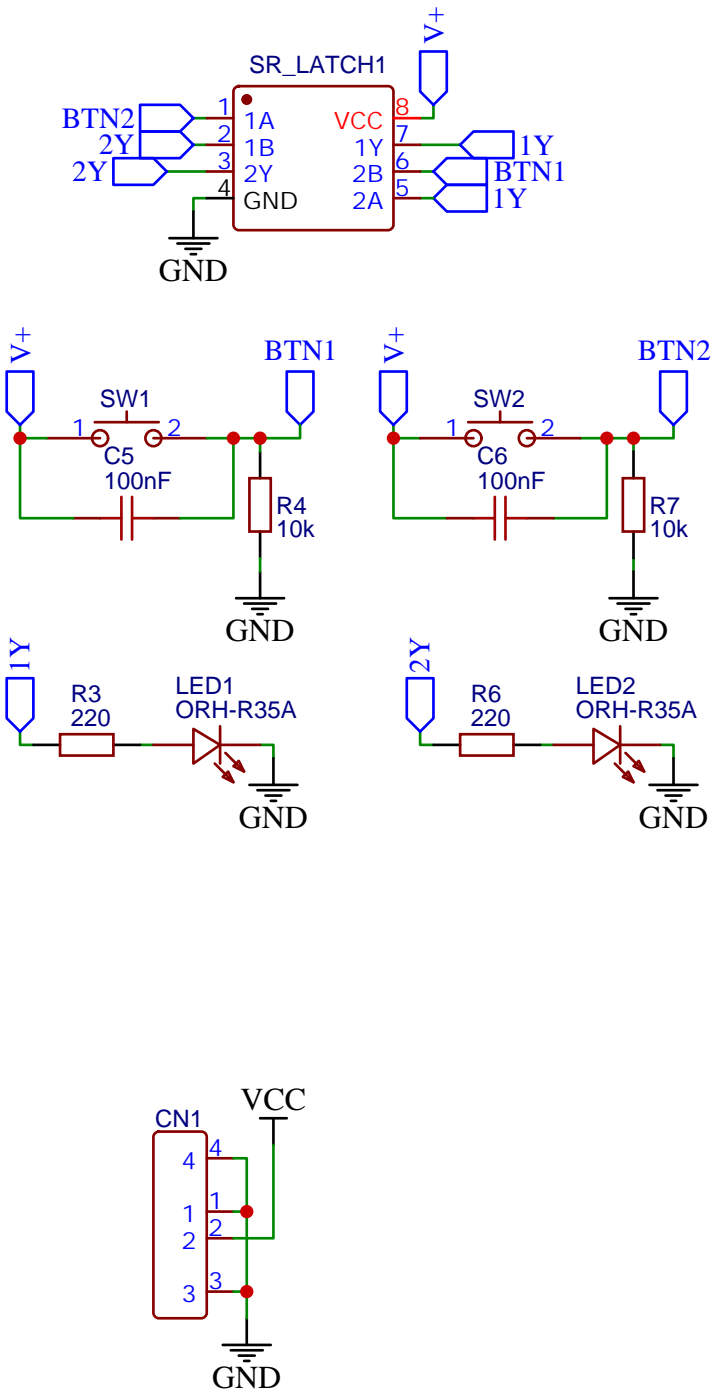 V+
SR_LATCH1
BTN2 1 1A VCC 8
2Y 2 1B 1Y 7 1Y
2Y 3 2Y 2B 6 BTN1
4 GND 2A 5 1Y
GND
V+ BTN1 V+ BTN2
SW1 SW2
1 2 1 2
C5 C6
100nF 100nF
R4 R7
10k 10k
GND GND
1Y 2Y
R3 LED1 R6 LED2
220 ORH-R35A 220 ORH-R35A
GND GND
VCC
CN1
4 4
1 1
2 2
3 3
GND